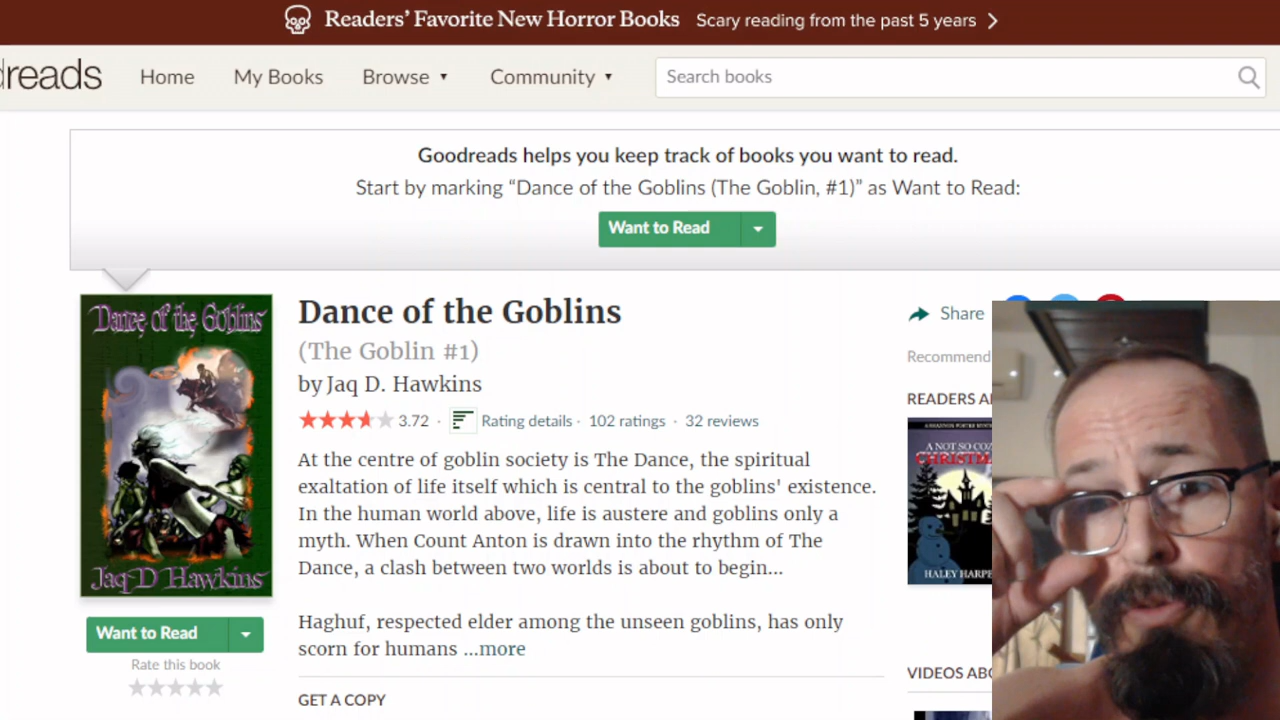 Readers' Favorite New Horror Books Scary reading from the past 5 years
dreads Home My Books Browse Community Search books
Goodreads helps you keep track of books you want to read.
Start by marking “Dance of the Goblins (The Goblin, #1)” as Want to Read:
Want to Read
Dance of the Goblins
Jaq D Hawkins
Want to Read
Rate this book
Dance of the Goblins
(The Goblin #1)
by Jaq D. Hawkins
3.72 · Rating details · 102 ratings · 32 reviews
At the centre of goblin society is The Dance, the spiritual
exaltation of life itself which is central to the goblins' existence.
In the human world above, life is austere and goblins only a
myth. When Count Anton is drawn into the rhythm of The
Dance, a clash between two worlds is about to begin...
Haghuf, respected elder among the unseen goblins, has only
scorn for humans ...more
GET A COPY
Share
Recommend
READERS A
A NOT SO COZ
CHRISTMA
HALEY HARPE
VIDEOS ABO